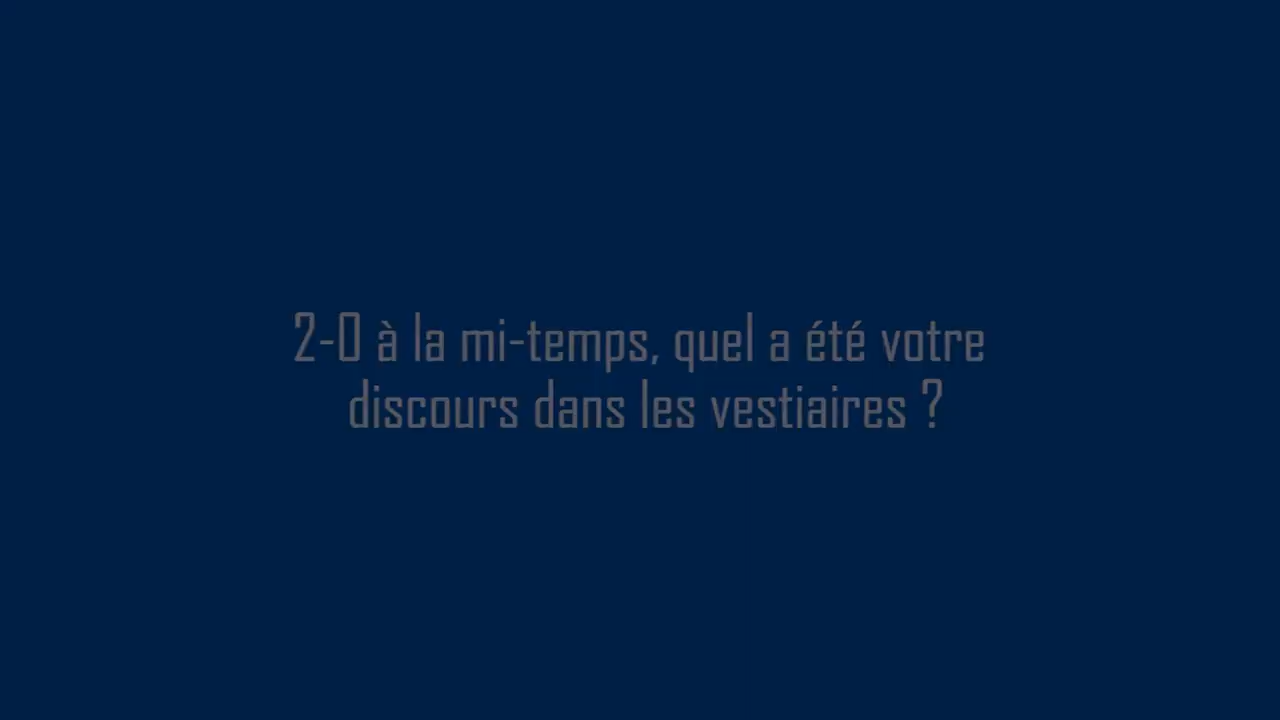 2-0 à la mi-temps, quel a été votre
discours dans les vestiaires ?